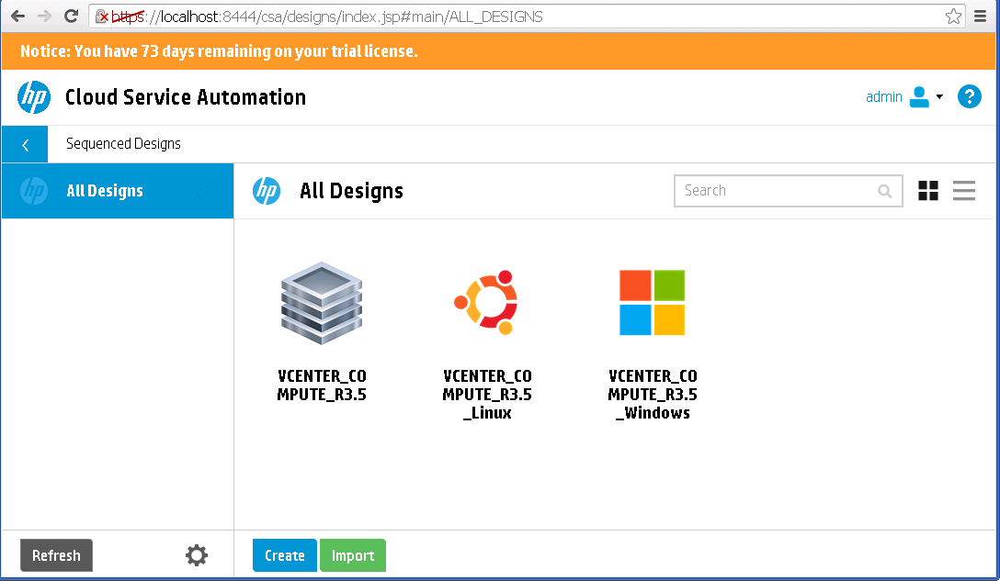 https://localhost:8444/csa/designs/index.jsp#main/ALL_DESIGNS
Notice: You have 73 days remaining on your trial license.
hp Cloud Service Automation
admin ?
Sequenced Designs
hp All Designs
hp All Designs
Search
VCENTER_CO
MPUTE_R3.5
VCENTER_CO
MPUTE_R3.5
_Linux
VCENTER_CO
MPUTE_R3.5
_Windows
Refresh
Create Import